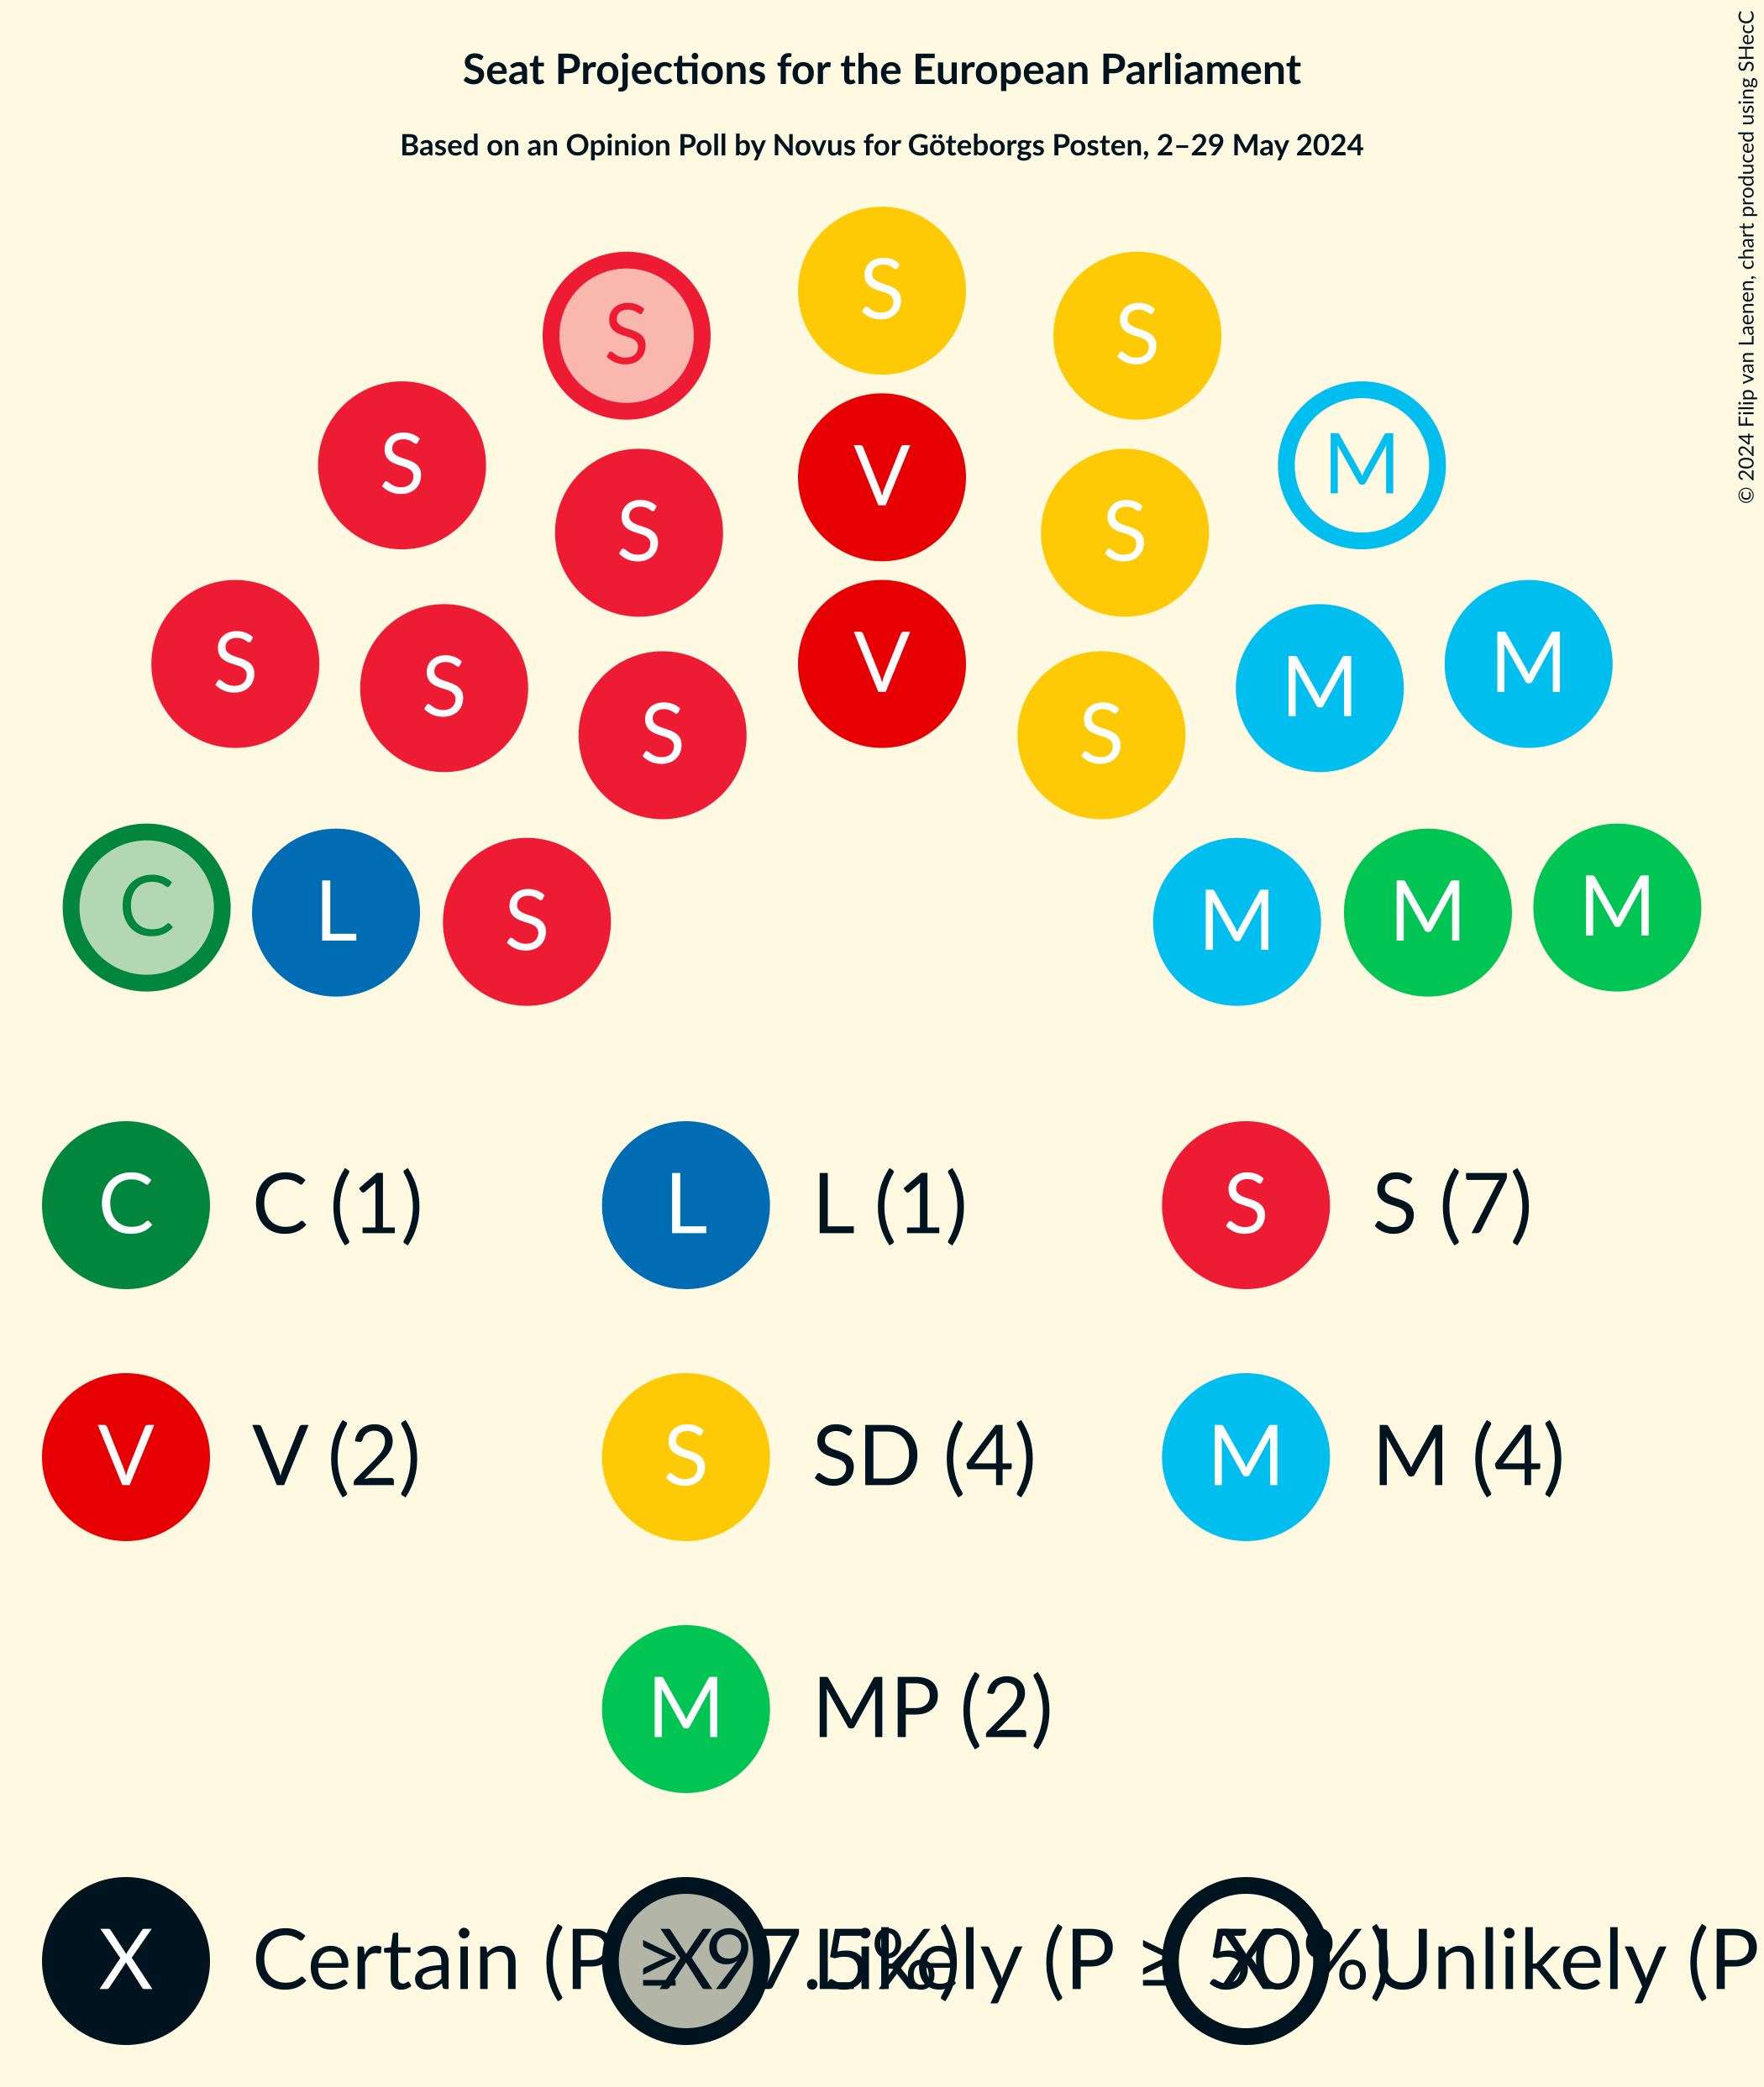 Seat Projections for the European Parliament
Based on an Opinion Poll by Novus for Göteborgs Posten, 2–29 May 2024
© 2024 Filip van Laenen, chart produced using SHecC
S
S S
S M
V
S S
S V M
S M
S S
C L S M M M
C C (1) L L (1) S S (7)
V V (2) S SD (4) M M (4)
M MP (2)
X Certain (P ≥ 97.5%) X Likely (P ≥ 50%) X Unlikely (P